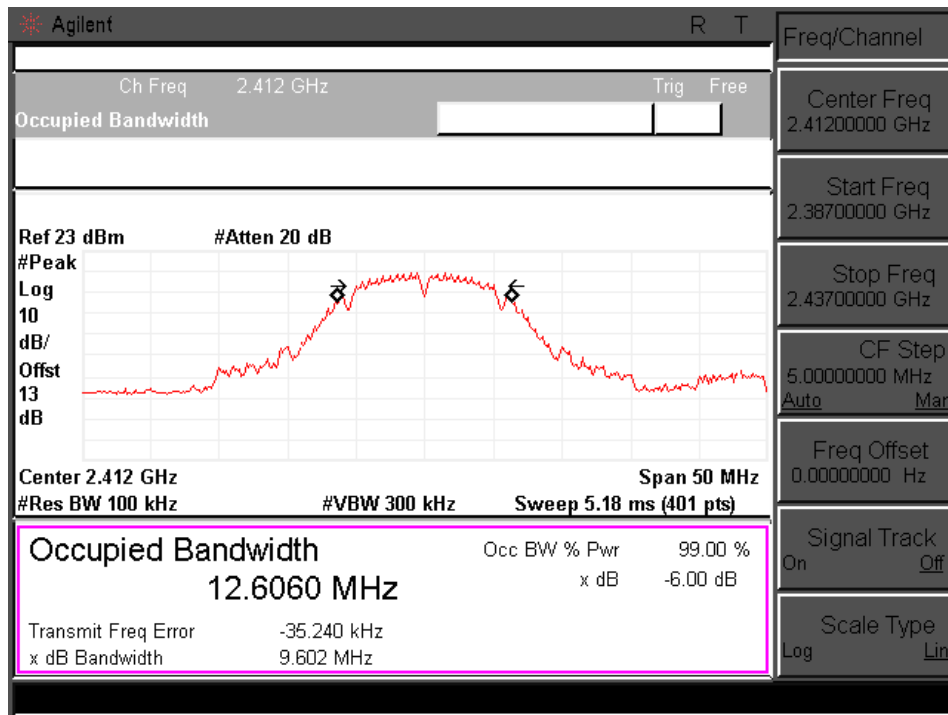 Agilent R T
Freq/Channel
Ch Freq 2.412 GHz Trig Free
Occupied Bandwidth
Center Freq
2.41200000 GHz
Start Freq
2.38700000 GHz
Stop Freq
2.43700000 GHz
CF Step
5.00000000 MHz
Auto Man
Freq Offset
0.00000000 Hz
Signal Track
On Off
Scale Type
Log Lin
Ref 23 dBm #Atten 20 dB
#Peak
Log
10
dB/
Offst
13
dB
Center 2.412 GHz Span 50 MHz
#Res BW 100 kHz #VBW 300 kHz Sweep 5.18 ms (401 pts)
Occupied Bandwidth Occ BW % Pwr 99.00 %
12.6060 MHz x dB -6.00 dB
Transmit Freq Error -35.240 kHz
x dB Bandwidth 9.602 MHz